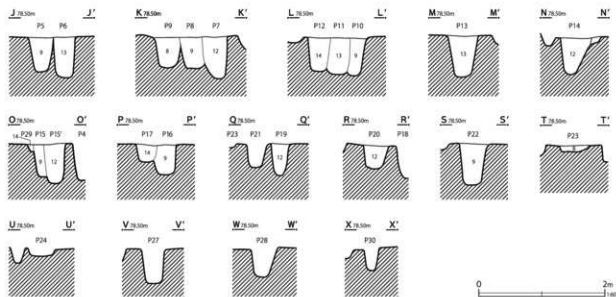 J 78.50m J’ K 78.50m K’ L 78.50m L’ M 78.50m M’ N 78.50m N’
P5 P6 P9 P8 P7 P12 P11 P10 P13 P14
9 13 8 9 12 14 13 9 13 12
O 78.50m O’ P 78.50m P’ Q 78.50m Q’ R 78.50m R’ S 78.50m S’ T 78.50m T’
P29 P15 P15’ P4 P17 P16 P23 P21 P19 P20 P18 P22 P23
14 8 12 14 9 12 12 9
U 78.50m U’ V 78.50m V’ W 78.50m W’ X 78.50m X’
P24 P27 P28 P30
0 2m